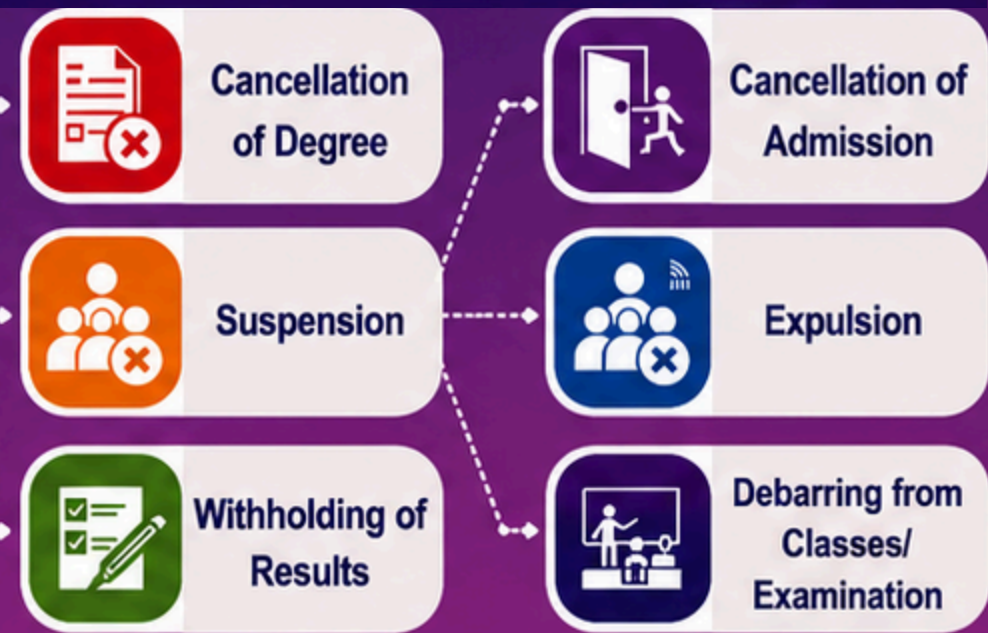 Cancellation
of Degree
Cancellation of
Admission
Suspension
Expulsion
Withholding of
Results
Debarring from
Classes/
Examination